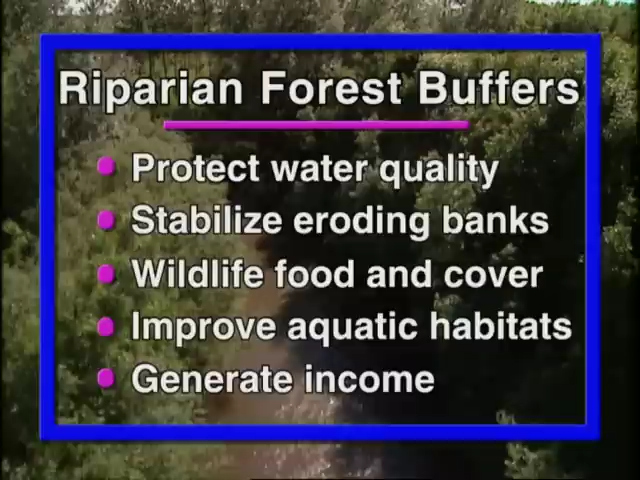 Riparian Forest Buffers
Protect water quality
Stabilize eroding banks
Wildlife food and cover
Improve aquatic habitats
Generate income